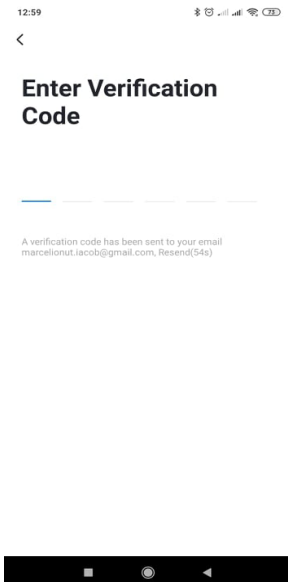 12:59
73
Enter Verification
Code
A verification code has been sent to your email
marcelionut.iacob@gmail.com, Resend(54s)